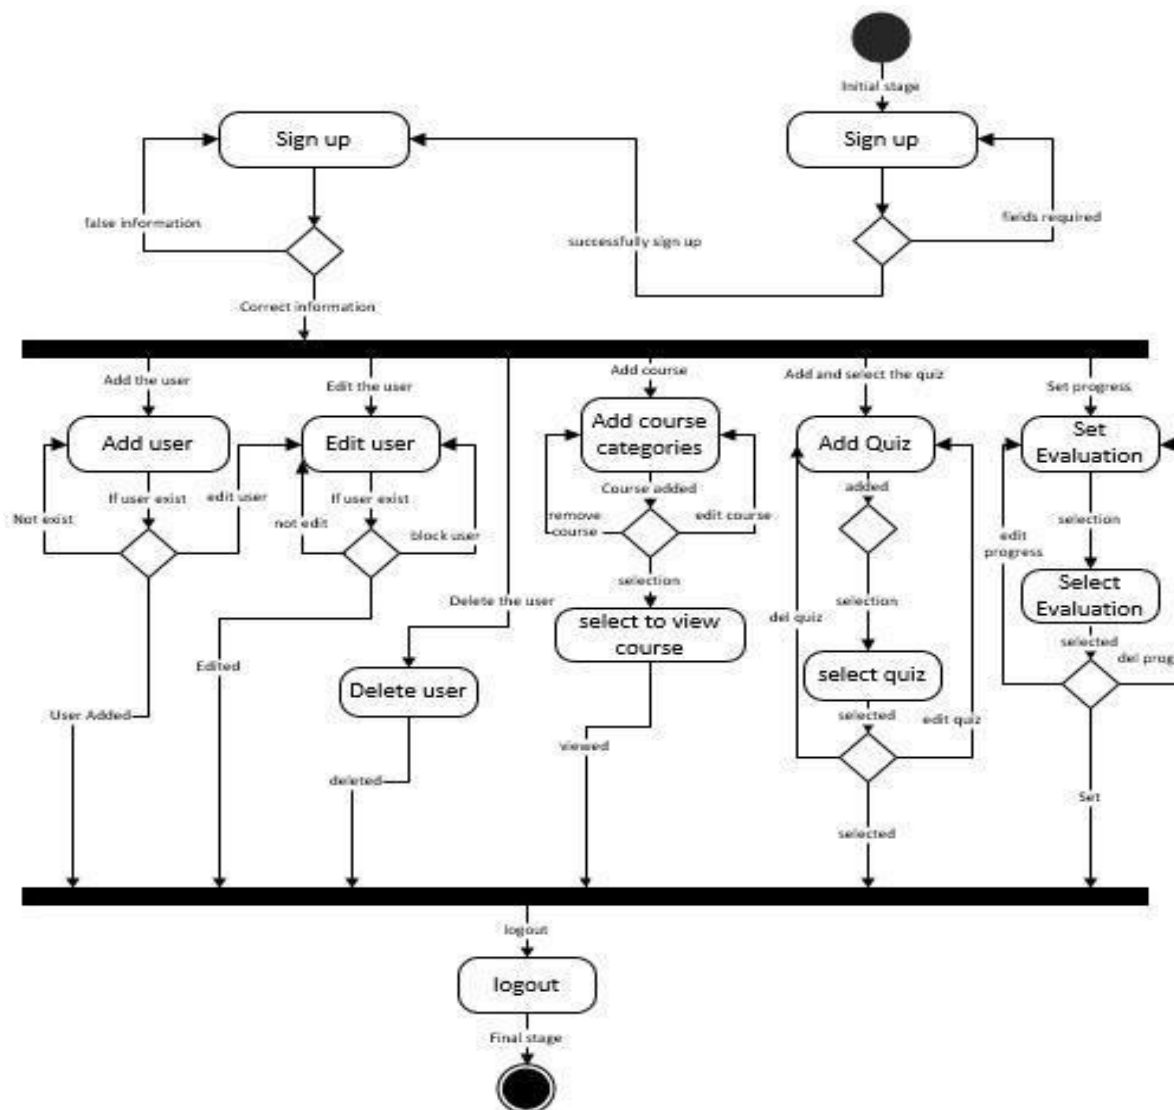 Initial stage
Sign up
Sign up
false information
fields required
successfully sign up
Correct information
Add the user
Edit the user
Add course
Add and select the quiz
Set progress
Add user
Edit user
Add course
categories
Add Quiz
Set
Evaluation
If user exist
edit user
If user exist
Course added
added
Not exist
not edit
block user
remove
course
edit course
selection
edit
progress
selection
Delete the user
selection
Select
Evaluation
select to view
course
del quiz
selected
del prog
Edited
Delete user
select quiz
User Added
selected
edit quiz
viewed
deleted
Set
selected
logout
logout
Final stage